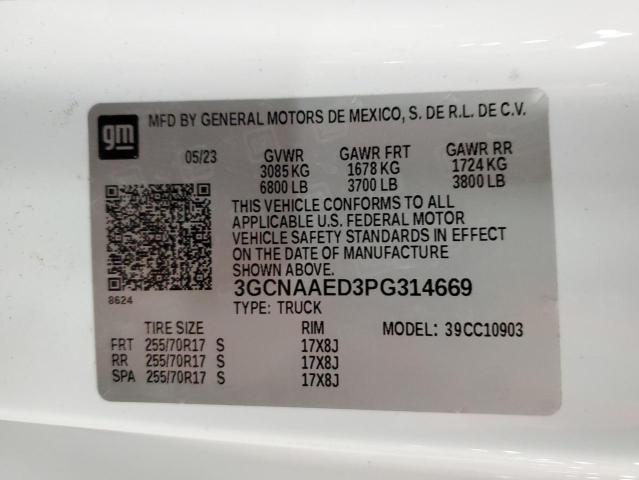 gm
MFD BY GENERAL MOTORS DE MEXICO, S. DE R.L. DE C.V.
05/23 GVWR GAWR FRT GAWR RR
3085 KG 1678 KG 1724 KG
6800 LB 3700 LB 3800 LB
THIS VEHICLE CONFORMS TO ALL
APPLICABLE U.S. FEDERAL MOTOR
VEHICLE SAFETY STANDARDS IN EFFECT
ON THE DATE OF MANUFACTURE
SHOWN ABOVE.
8624
3GCNAAED3PG314669
TYPE: TRUCK
TIRE SIZE RIM MODEL: 39CC10903
FRT 255/70R17 S 17X8J
RR 255/70R17 S 17X8J
SPA 255/70R17 S 17X8J